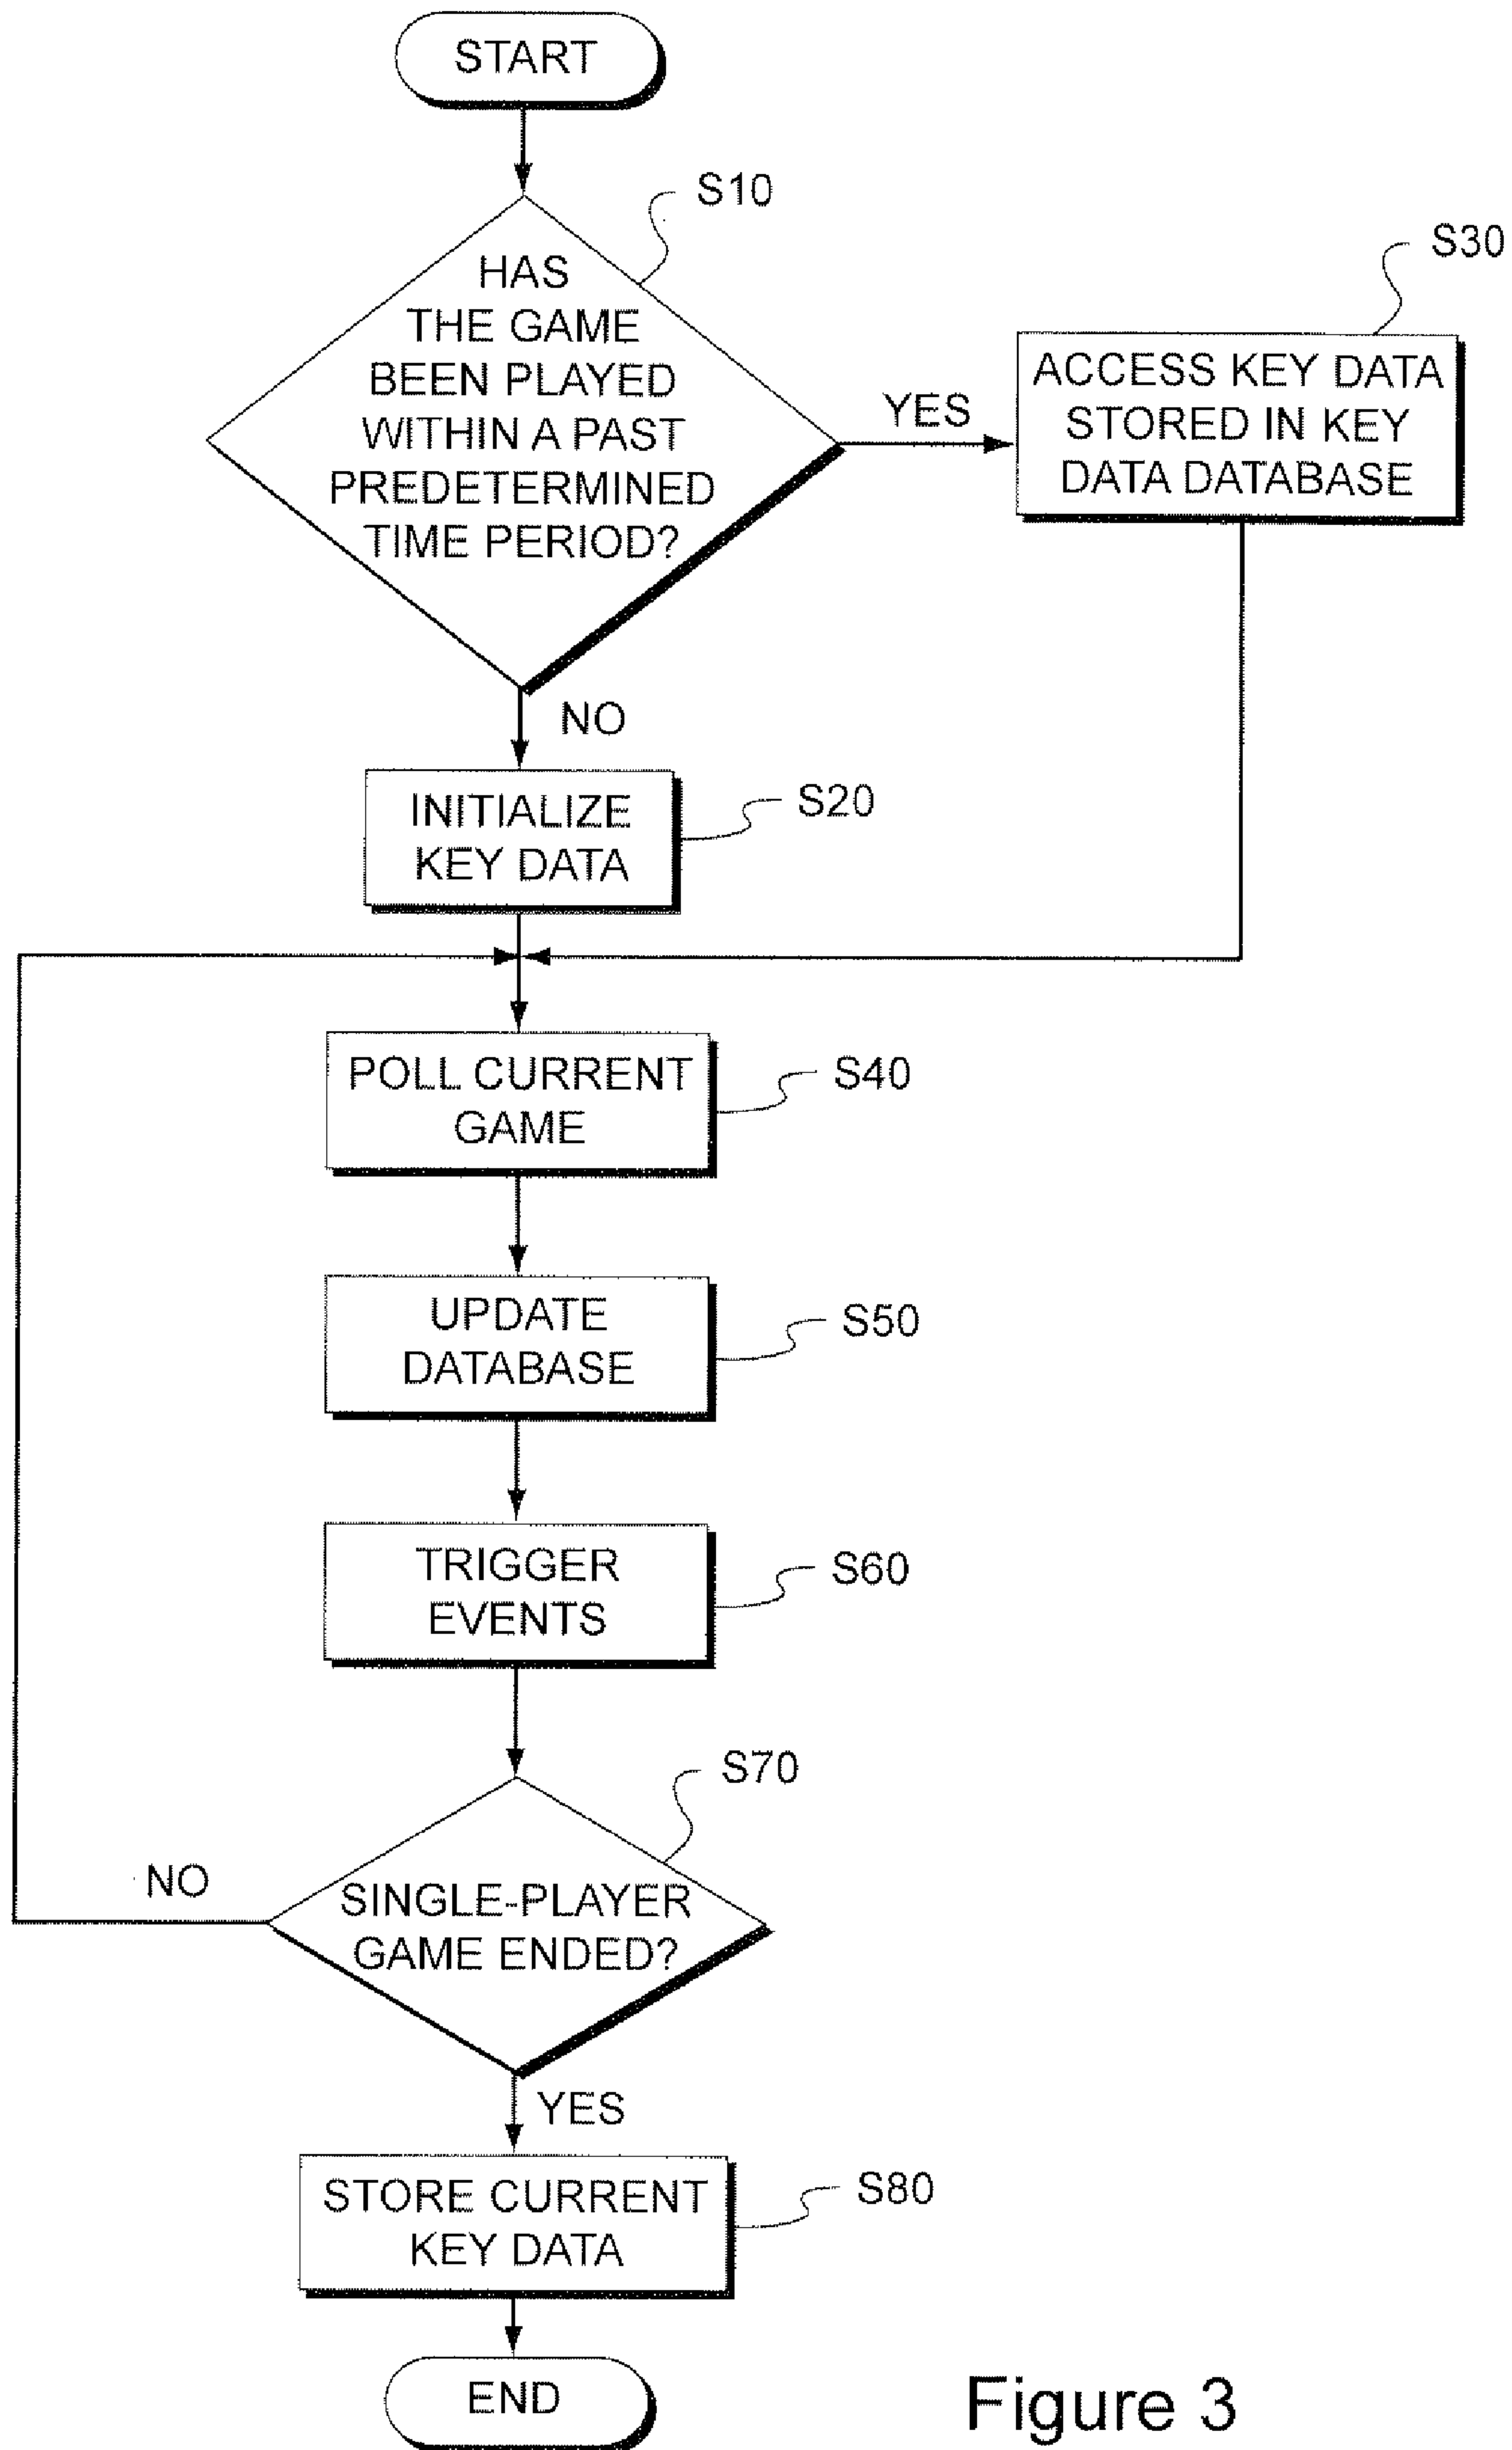 START
S10
HAS
THE GAME
BEEN PLAYED
WITHIN A PAST
PREDETERMINED
TIME PERIOD?
YES
S30
ACCESS KEY DATA
STORED IN KEY
DATA DATABASE
NO
INITIALIZE
KEY DATA
S20
POLL CURRENT
GAME
S40
UPDATE
DATABASE
S50
TRIGGER
EVENTS
S60
S70
SINGLE-PLAYER
GAME ENDED?
NO
YES
STORE CURRENT
KEY DATA
S80
END
Figure 3